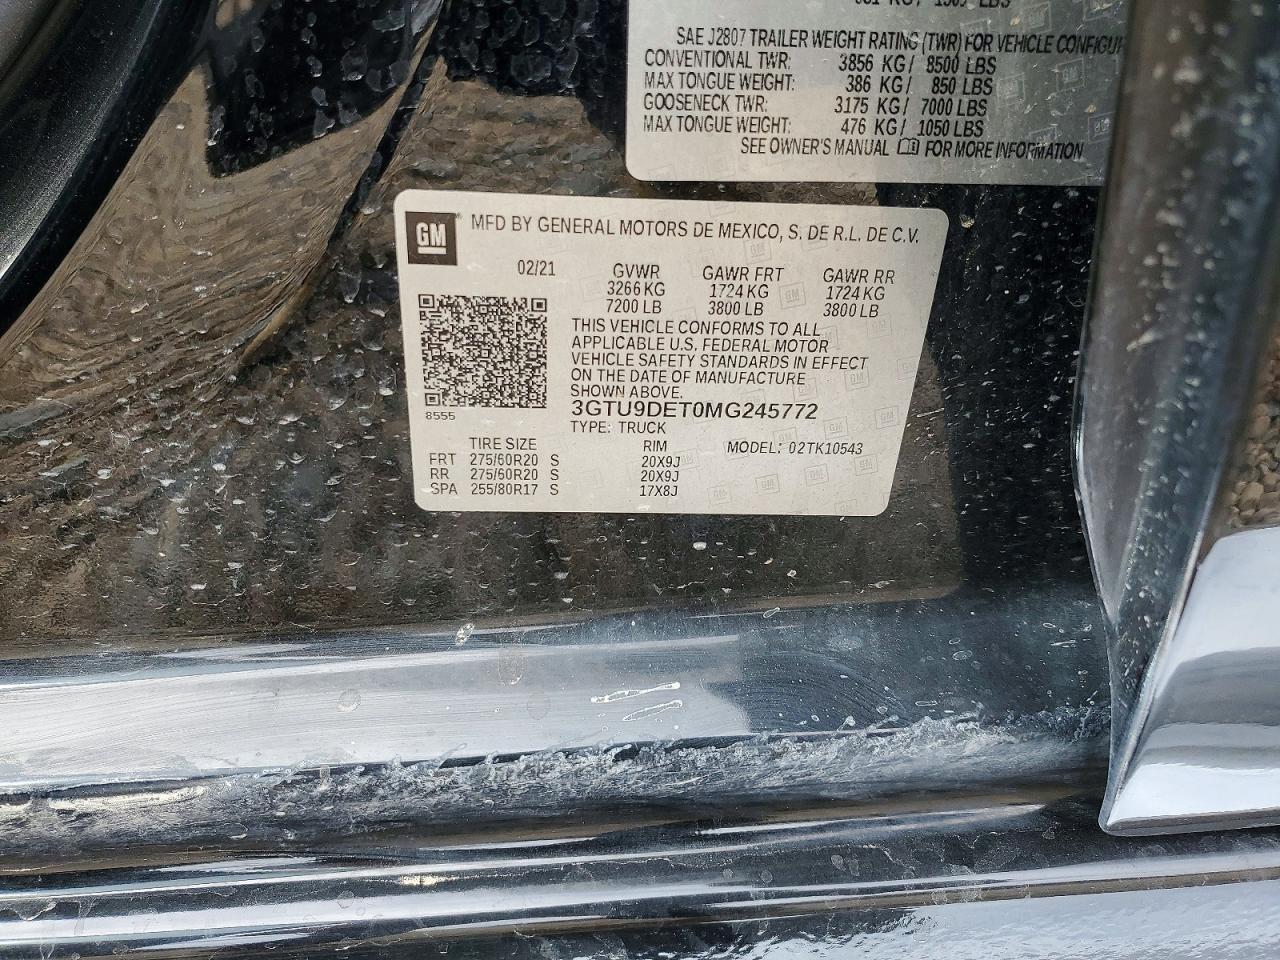 SAE J2807 TRAILER WEIGHT RATING (TWR) FOR VEHICLE
CONVENTIONAL TWR: 3856 KG/ 8500 LBS
MAX TONGUE WEIGHT: 386 KG/ 850 LBS
GOOSENECK TWR: 3175 KG/ 7000 LBS
MAX TONGUE WEIGHT: 476 KG/ 1050 LBS
SEE OWNER'S MANUAL FOR MORE INFORMATION
GM
MFD BY GENERAL MOTORS DE MEXICO, S. DE R.L. DE C.V.
02/21 GVWR GAWR FRT GAWR RR
3266 KG 1724 KG 1724 KG
7200 LB 3800 LB 3800 LB
THIS VEHICLE CONFORMS TO ALL
APPLICABLE U.S. FEDERAL MOTOR
VEHICLE SAFETY STANDARDS IN EFFECT
ON THE DATE OF MANUFACTURE
SHOWN ABOVE.
8555
3GTU9DET0MG245772
TYPE: TRUCK
TIRE SIZE RIM MODEL: 02TK10543
FRT 275/60R20 S 20X9J
RR 275/60R20 S 20X9J
SPA 255/80R17 S 17X8J